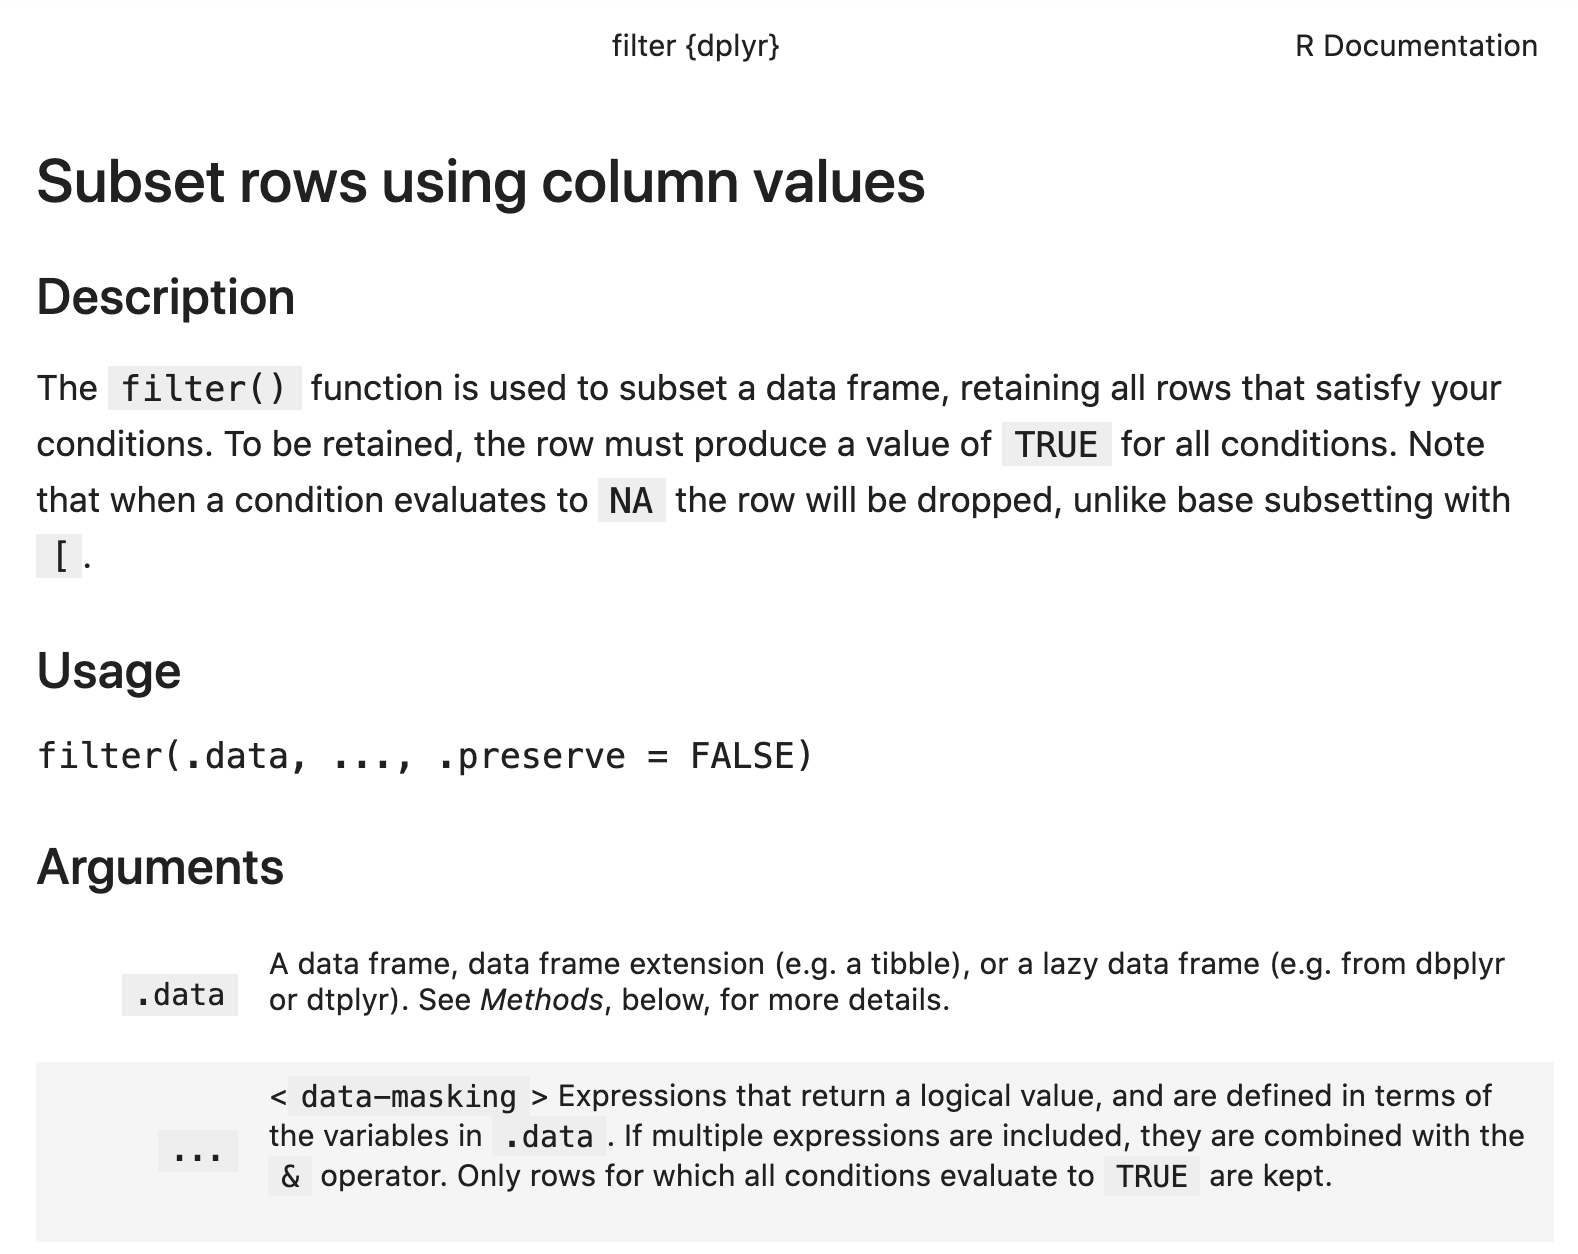 filter {dplyr} R Documentation
Subset rows using column values
Description
The filter() function is used to subset a data frame, retaining all rows that satisfy your
conditions. To be retained, the row must produce a value of TRUE for all conditions. Note
that when a condition evaluates to NA the row will be dropped, unlike base subsetting with
[.
Usage
filter(.data, ..., .preserve = FALSE)
Arguments
.data A data frame, data frame extension (e.g. a tibble), or a lazy data frame (e.g. from dbplyr
or dtplyr). See Methods, below, for more details.
... <data-masking> Expressions that return a logical value, and are defined in terms of
the variables in .data. If multiple expressions are included, they are combined with the
& operator. Only rows for which all conditions evaluate to TRUE are kept.